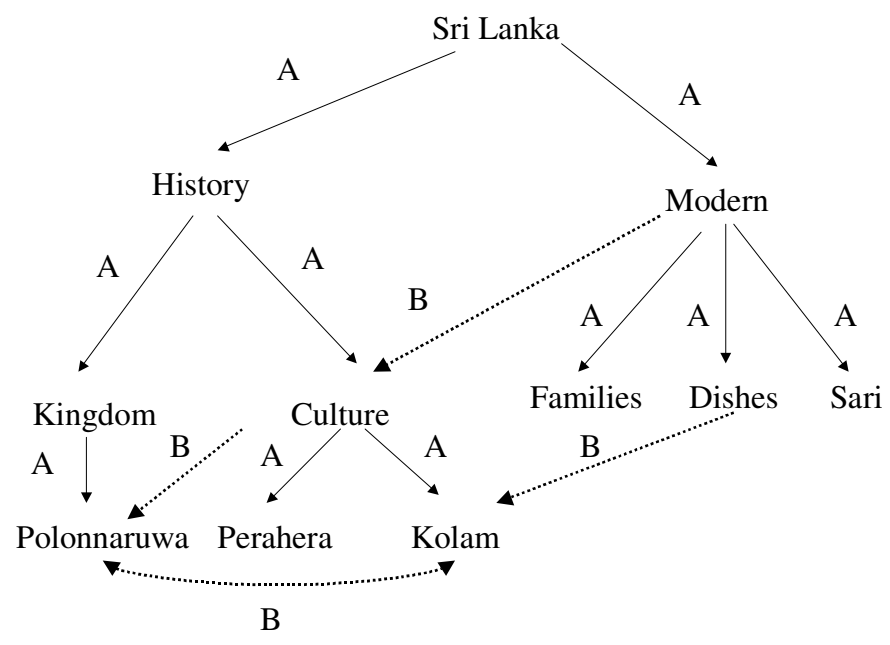 Sri Lanka
A
A
History
Modern
A
A
B
A
A
A
Families
Dishes
Sari
Kingdom
Culture
A
B
A
A
B
Polonnaruwa
Perahera
Kolam
B